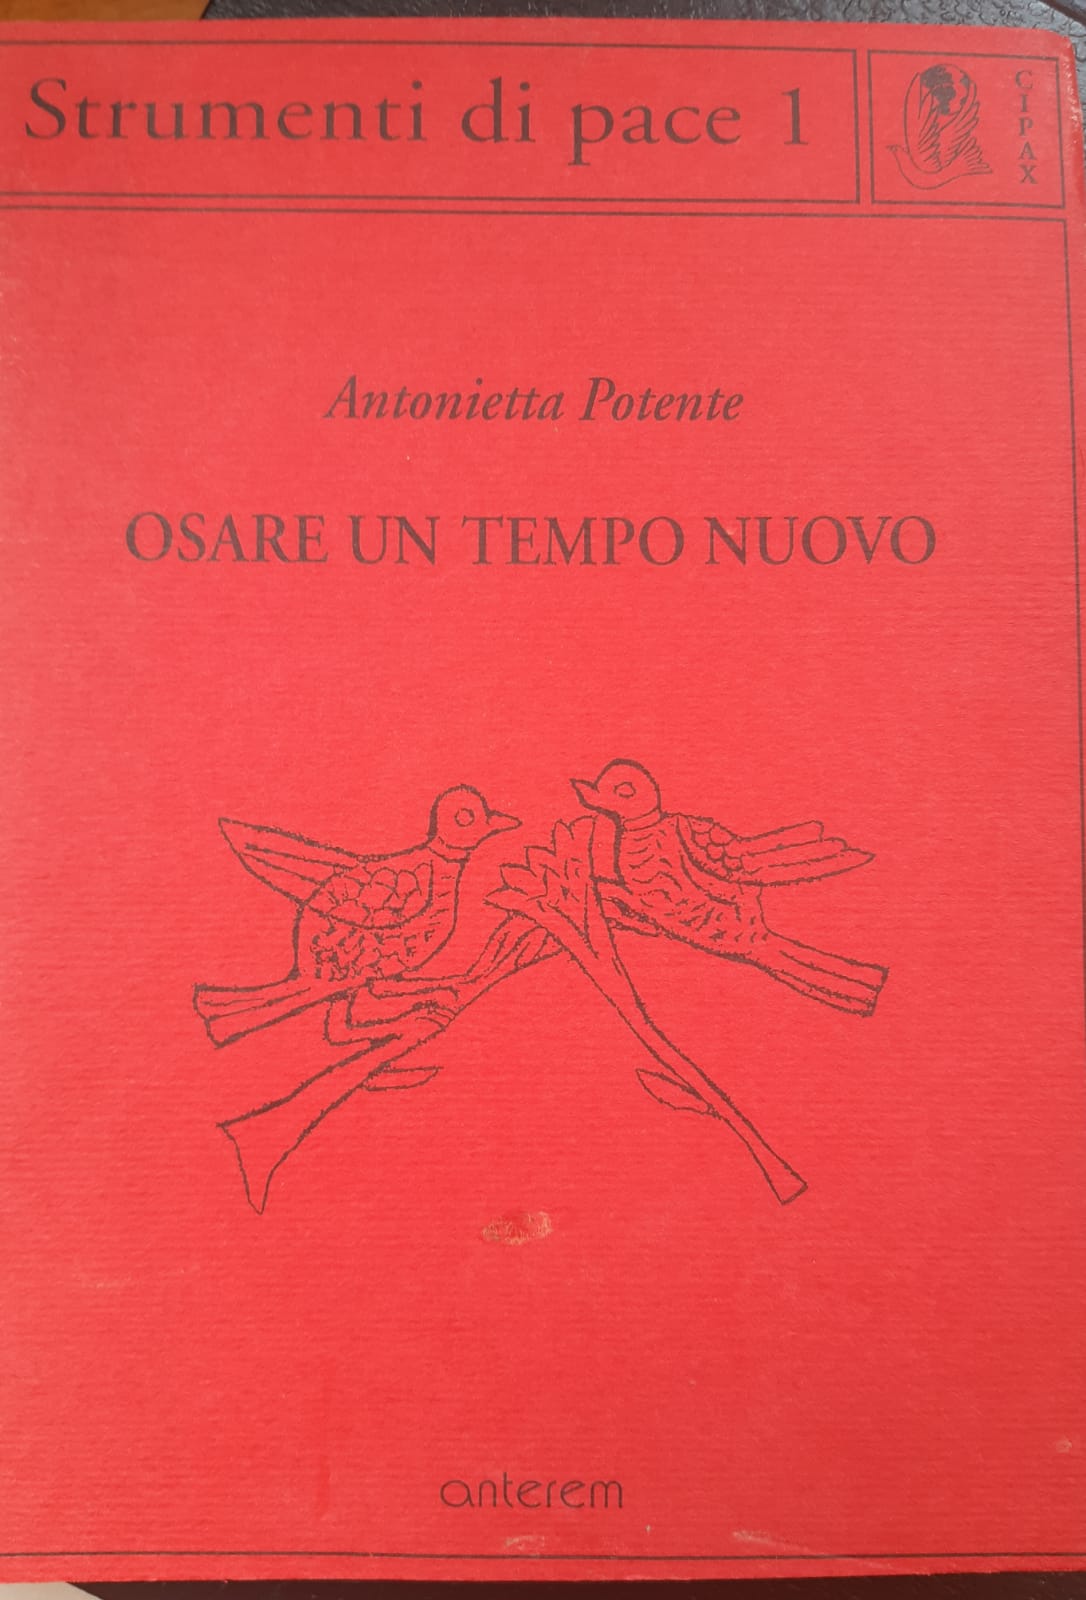 Strumenti di pace 1
CIPAX
Antonietta Potente
OSARE UN TEMPO NUOVO
anterem